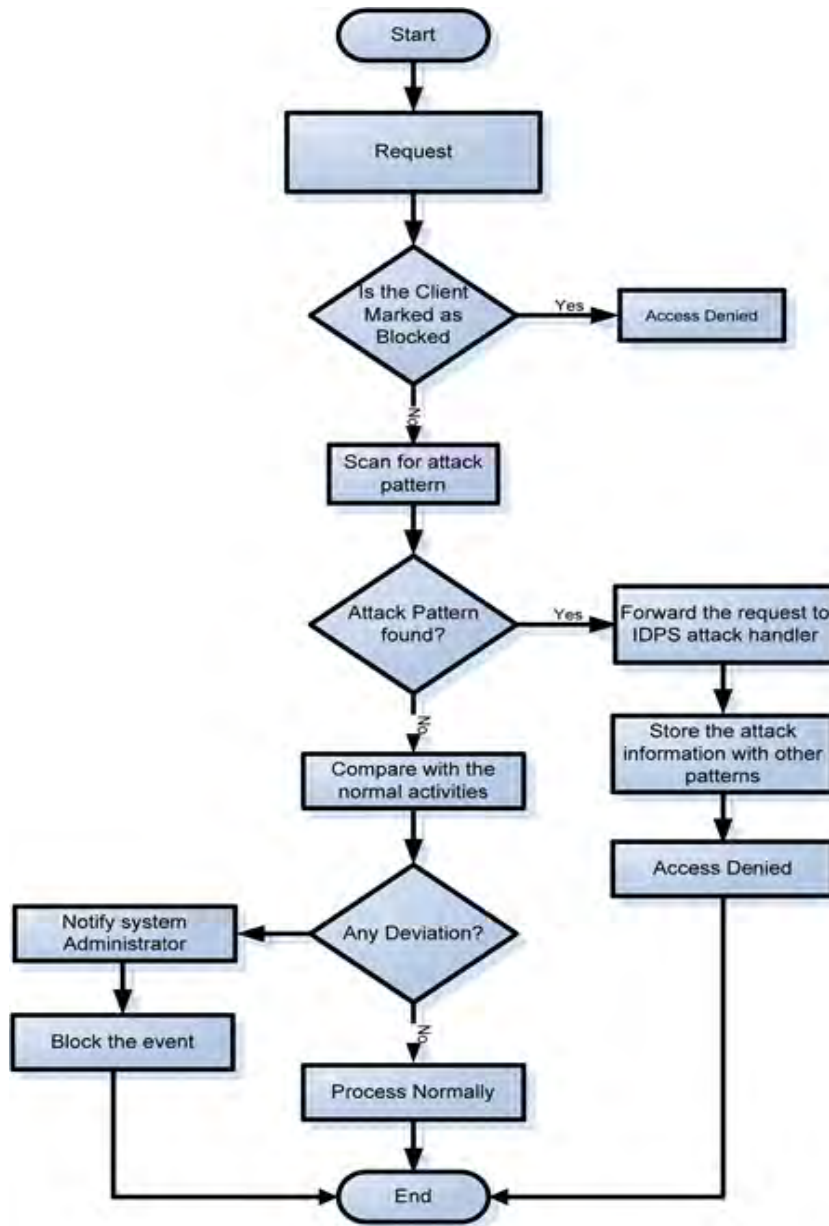 Start
Request
Is the Client
Marked as
Blocked
Yes
Access Denied
No
Scan for attack
pattern
Attack Pattern
found?
Yes
Forward the request to
IDPS attack handler
Store the attack
information with other
patterns
Access Denied
No
Compare with the
normal activities
Any Deviation?
Notify system
Administrator
Block the event
No
Process Normally
End